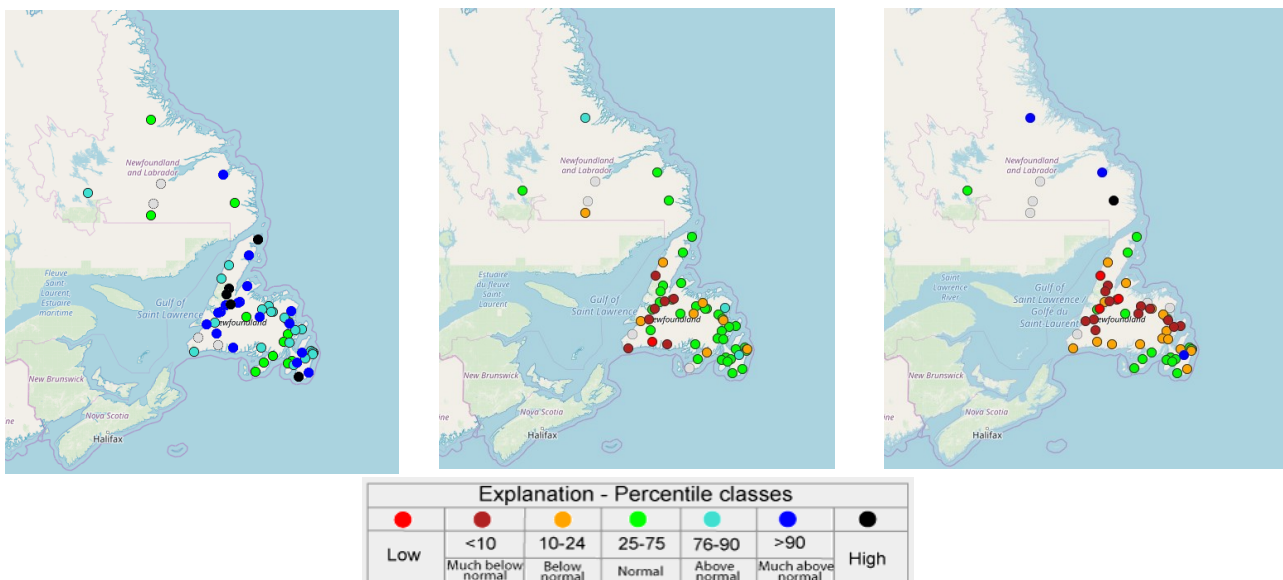 Newfoundland
and Labrador
Fleuve
Saint
Laurent,
Estuaire
maritime
Gulf of
Saint Lawrence
Newfoundland
New Brunswick
Nova Scotia
Halifax
Newfoundland
and Labrador
Estuaire
du fleuve
Saint
Laurent
Gulf of
Saint Lawrence
Newfoundland
New Brunswick
Nova Scotia
Halifax
Newfoundland
and Labrador
Saint
Lawrence
River
Gulf of
Saint Lawrence /
Golfe du
Saint-Laurent
Newfoundland
New Brunswick
Nova Scotia
Halifax
ine
Explanation - Percentile classes
Low
<10
10-24
25-75
76-90
>90
High
Much below
normal
Below
normal
Normal
Above
normal
Much above
normal